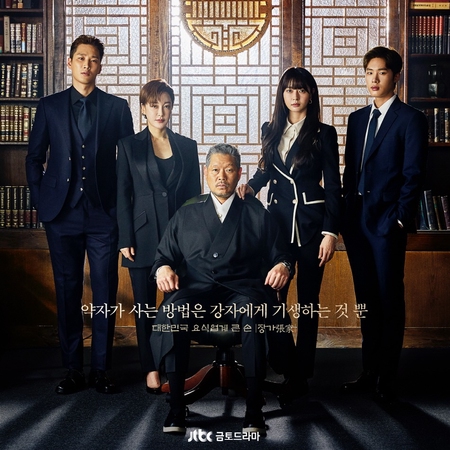 약자가 사는 방법은 강자에게 기생하는 것 뿐
대한민국 요식업계 큰 손 |장가張家|
jtbc 금토드라마